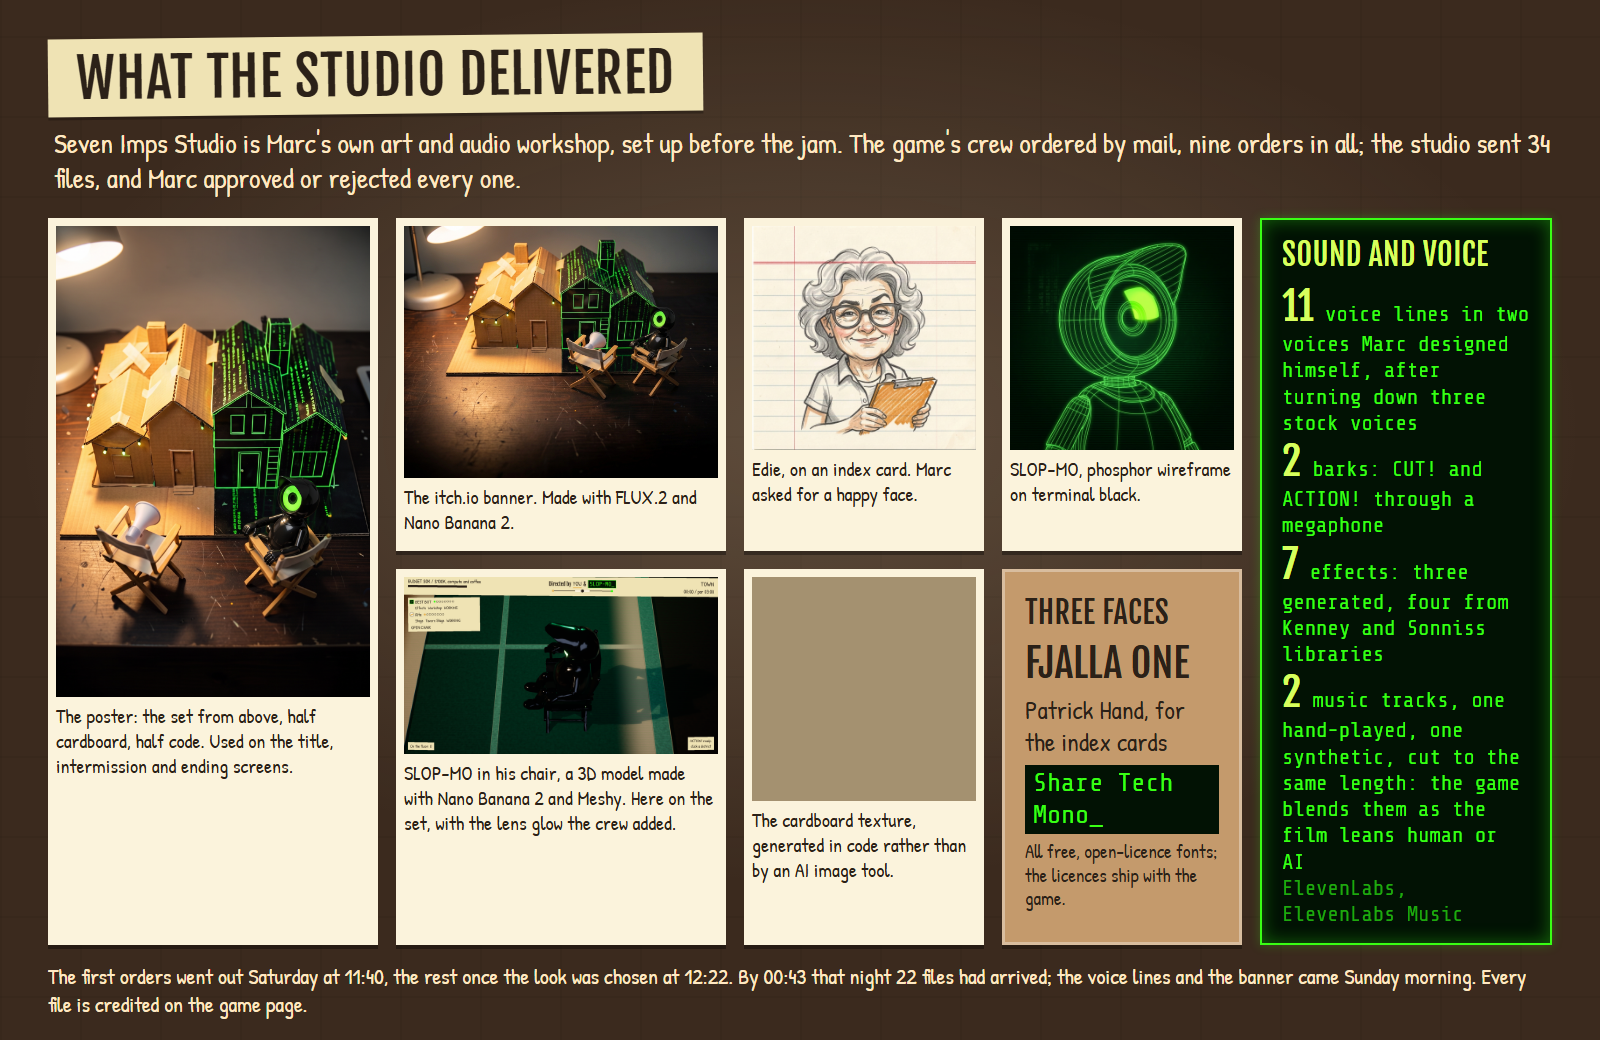 WHAT THE STUDIO DELIVERED
Seven Imps Studio is Marc's own art and audio workshop, set up before the jam. The game's crew ordered by mail, nine orders in all; the studio sent 34
files, and Marc approved or rejected every one.
The poster: the set from above, half
cardboard, half code. Used on the title,
intermission and ending screens.
The itch.io banner. Made with FLUX.2 and
Nano Banana 2.
Edie, on an index card. Marc
asked for a happy face.
SLOP-MO, phosphor wireframe
on terminal black.
Directed by YOU & SLOP-MO_
TOWN
SLOP-MO in his chair, a 3D model made
with Nano Banana 2 and Meshy. Here on the
set, with the lens glow the crew added.
The cardboard texture,
generated in code rather than
by an AI image tool.
THREE FACES
FJALLA ONE
Patrick Hand, for
the index cards
Share Tech
Mono_
All free, open-licence fonts;
the licences ship with the
game.
SOUND AND VOICE
11 voice lines in two
voices Marc designed
himself, after
turning down three
stock voices
2 barks: CUT! and
ACTION! through a
megaphone
7 effects: three
generated, four from
Kenney and Sonniss
libraries
2 music tracks, one
hand-played, one
synthetic, cut to the
same length: the game
blends them as the
film leans human or
AI
ElevenLabs,
ElevenLabs Music
The first orders went out Saturday at 11:40, the rest once the look was chosen at 12:22. By 00:43 that night 22 files had arrived; the voice lines and the banner came Sunday morning. Every
file is credited on the game page.